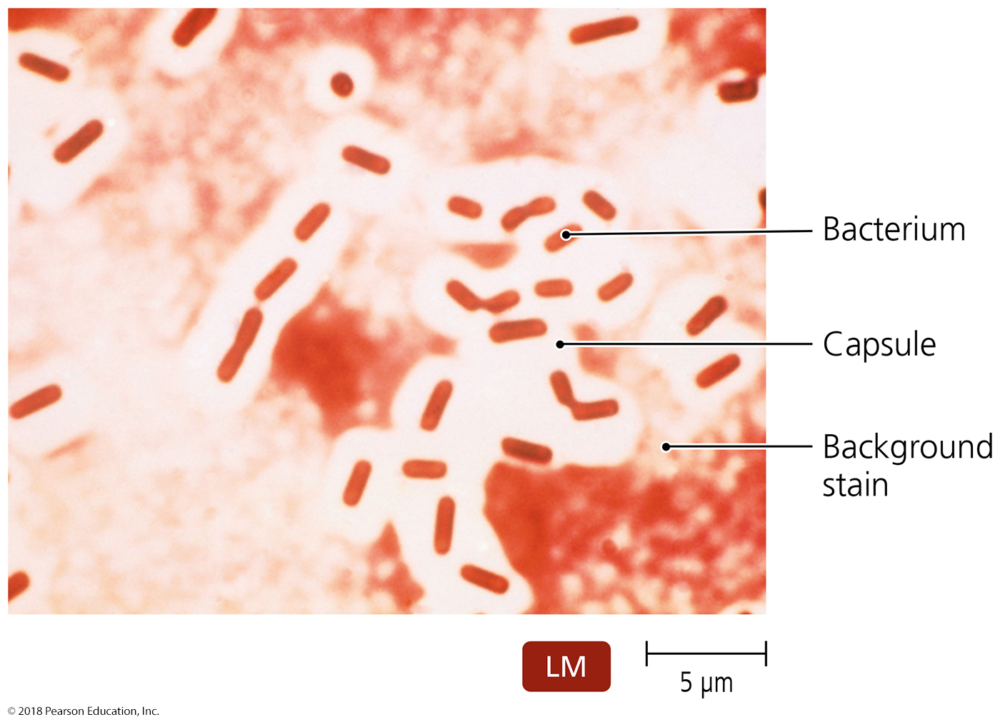 Bacterium
Capsule
Background
stain
LM
5 µm
© 2018 Pearson Education, Inc.